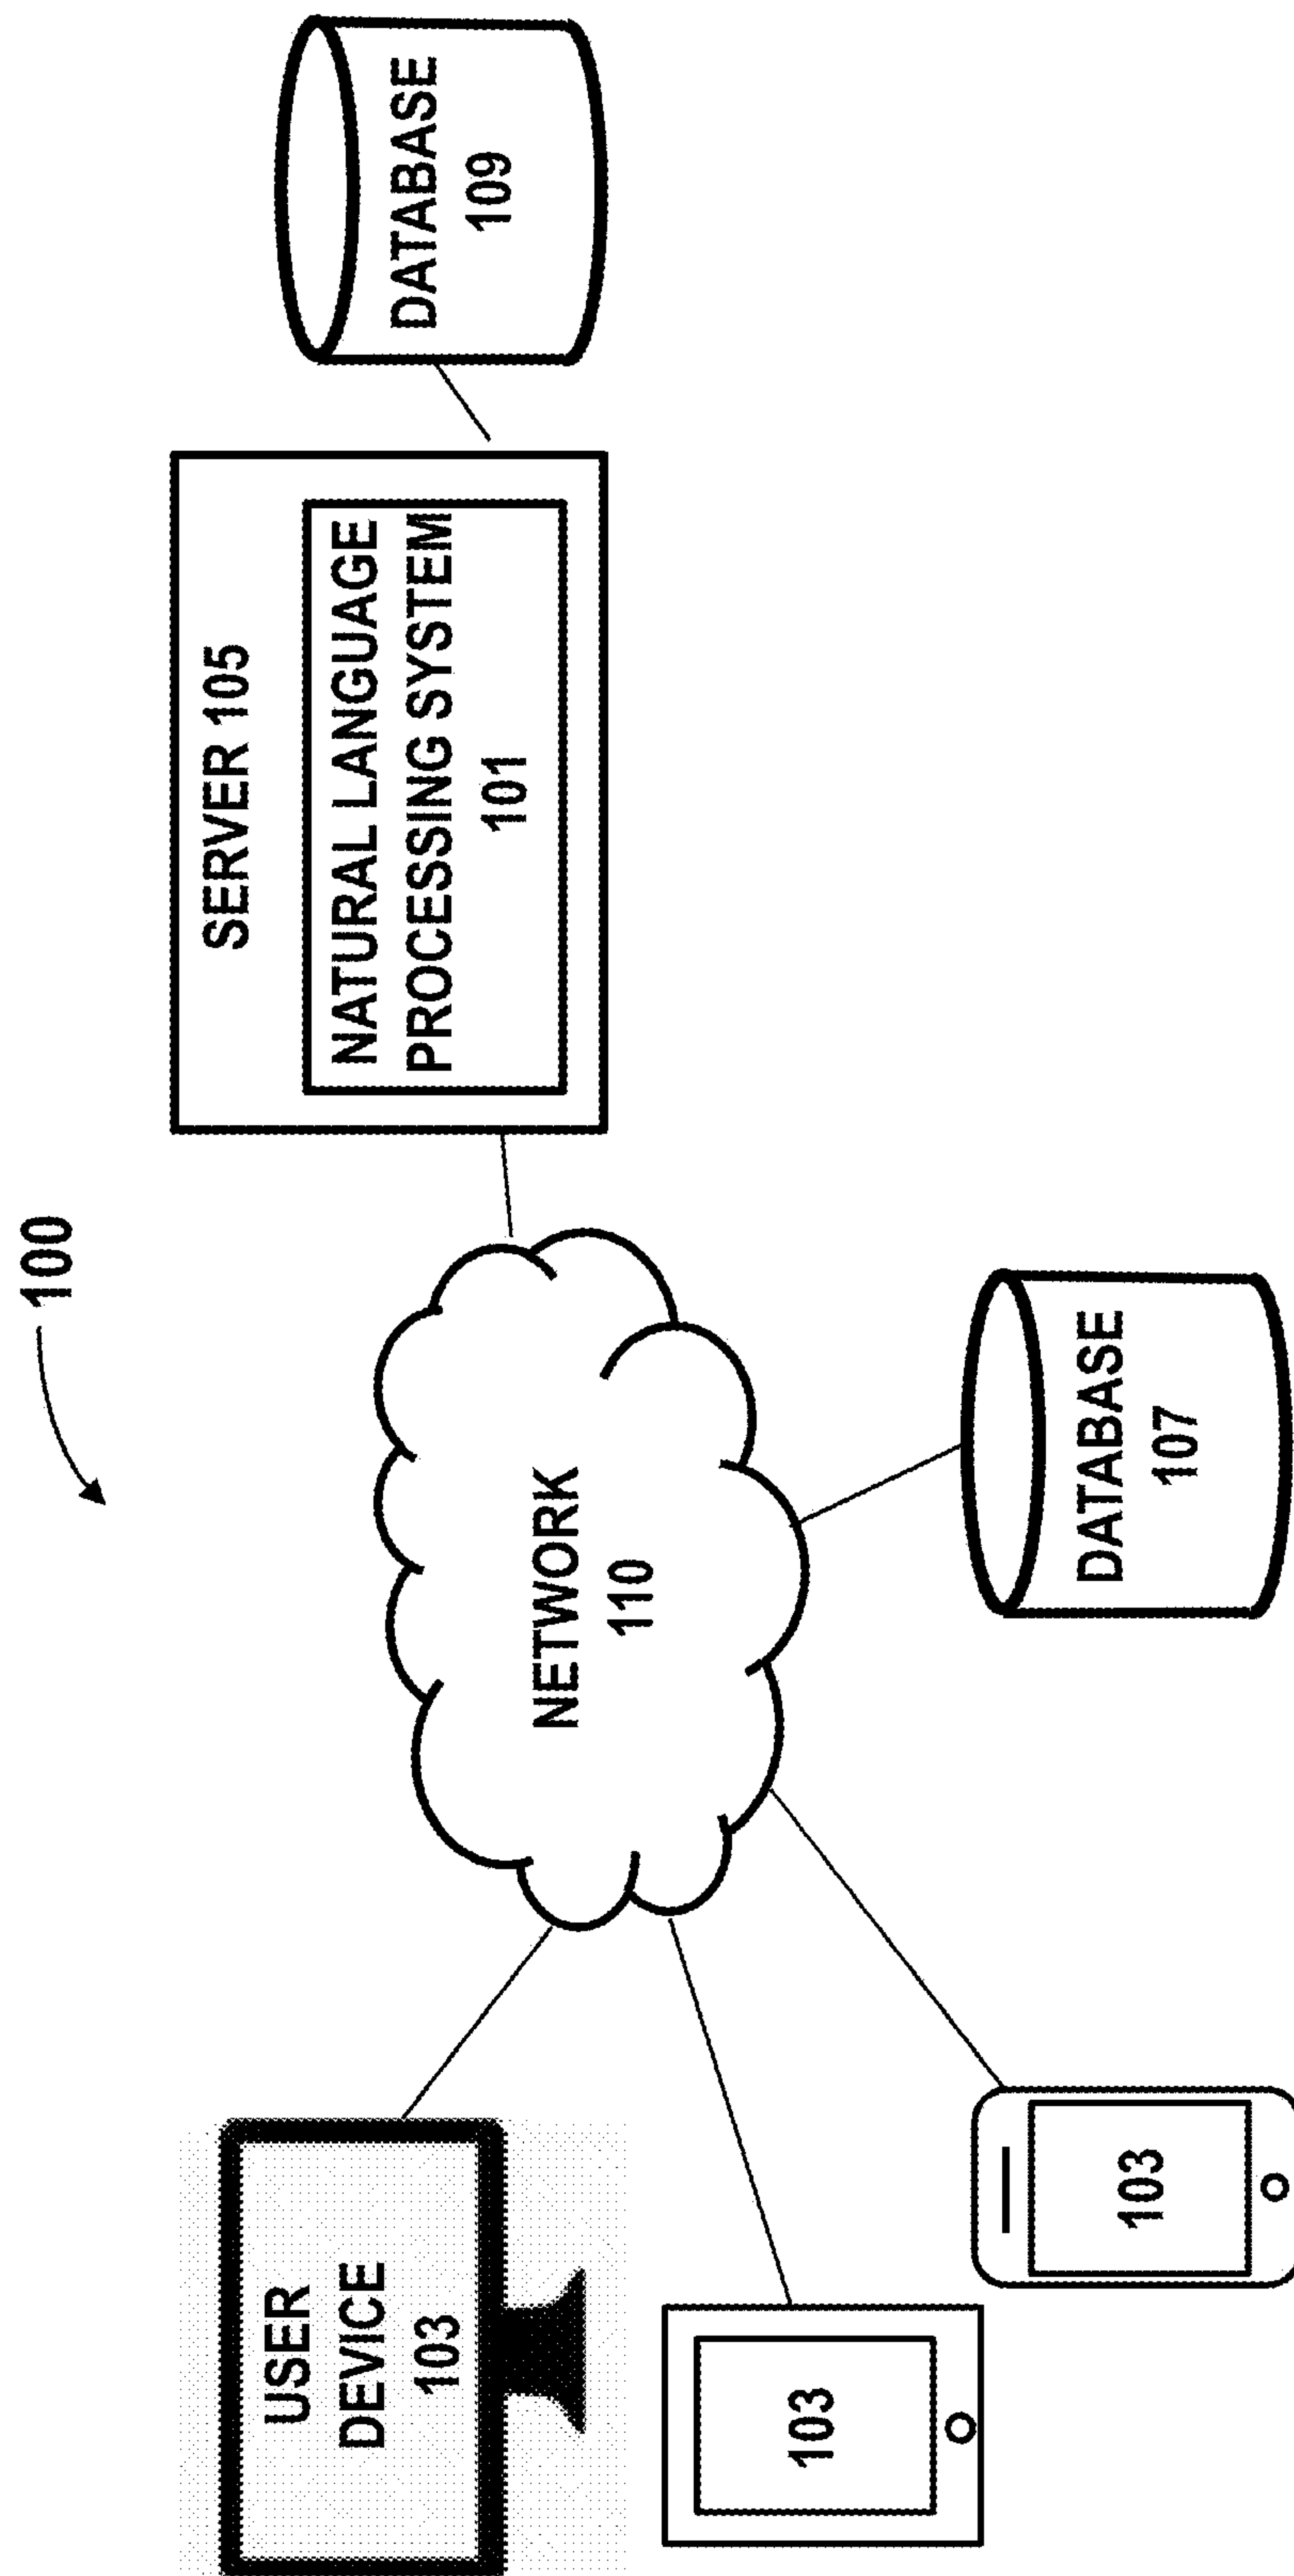 100
USER
DEVICE
103
103
103
NETWORK
110
DATABASE
107
SERVER 105
NATURAL LANGUAGE
PROCESSING SYSTEM
101
DATABASE
109